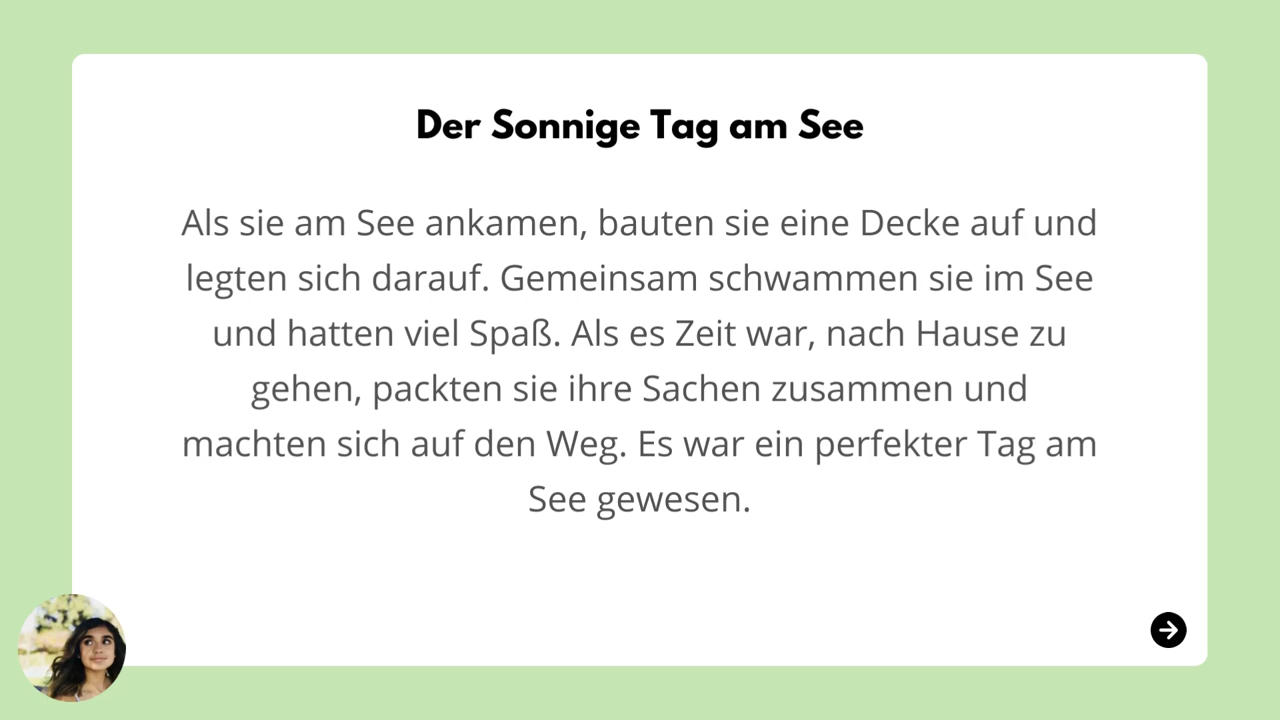 Der Sonnige Tag am See
Als sie am See ankamen, bauten sie eine Decke auf und
legten sich darauf. Gemeinsam schwammen sie im See
und hatten viel Spaß. Als es Zeit war, nach Hause zu
gehen, packten sie ihre Sachen zusammen und
machten sich auf den Weg. Es war ein perfekter Tag am
See gewesen.